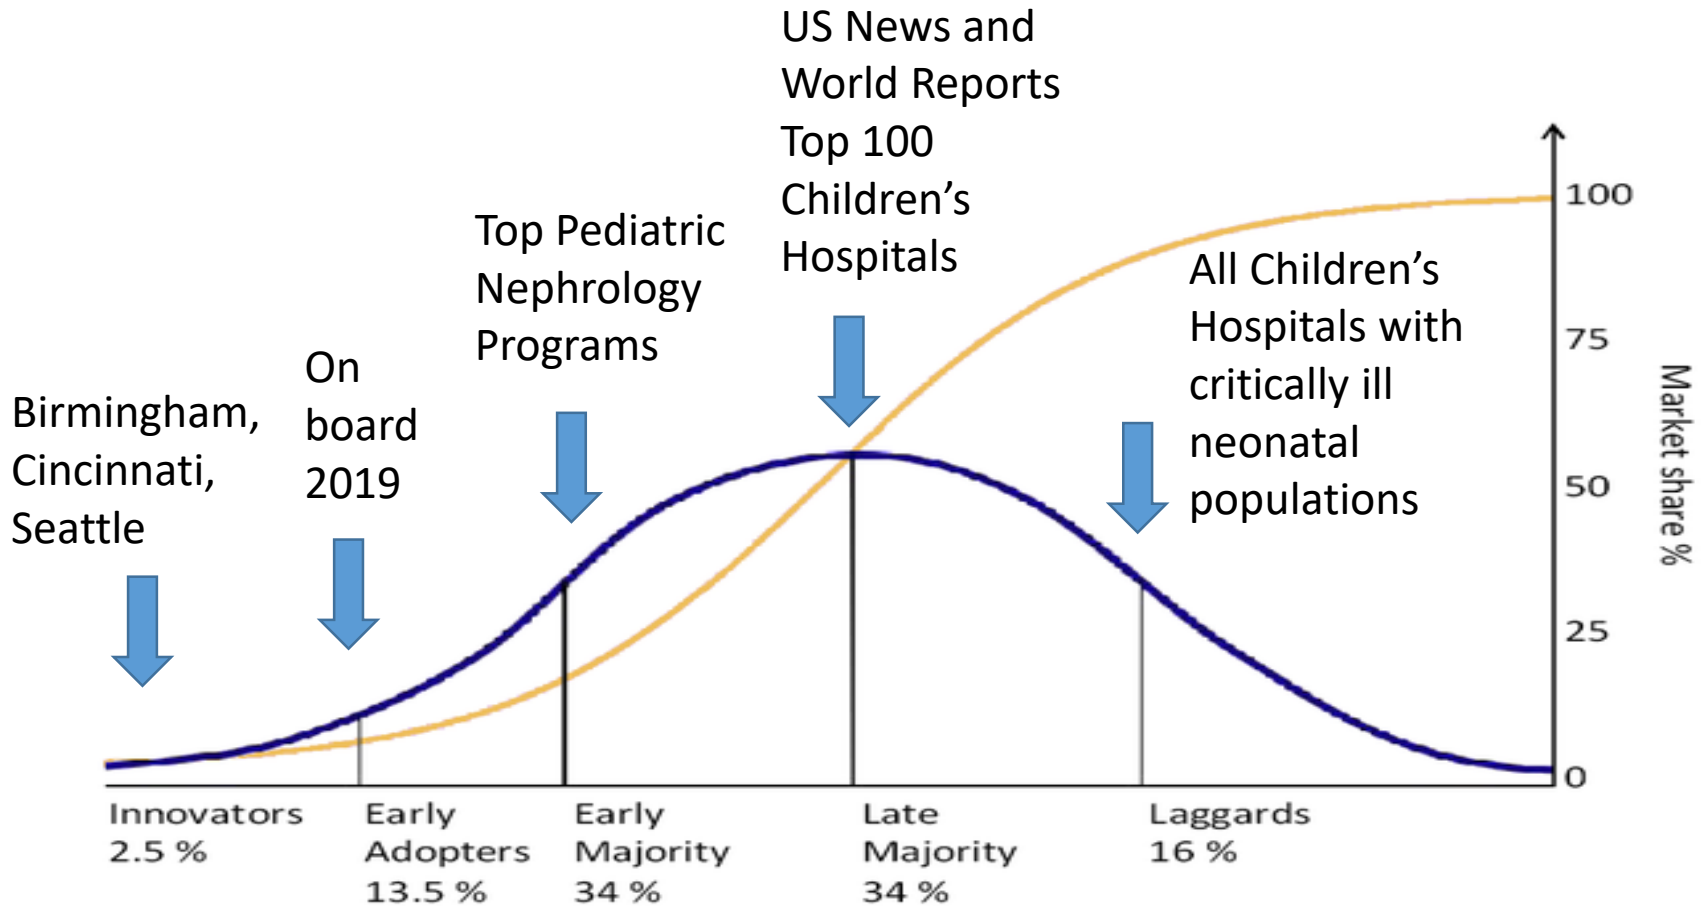 US News and
World Reports
Top 100
Children’s
Hospitals
Top Pediatric
Nephrology
Programs
On
board
2019
Birmingham,
Cincinnati,
Seattle
All Children’s
Hospitals with
critically ill
neonatal
populations
100
75
50
25
0
Market share %
Innovators
2.5 %
Early
Adopters
13.5 %
Early
Majority
34 %
Late
Majority
34 %
Laggards
16 %